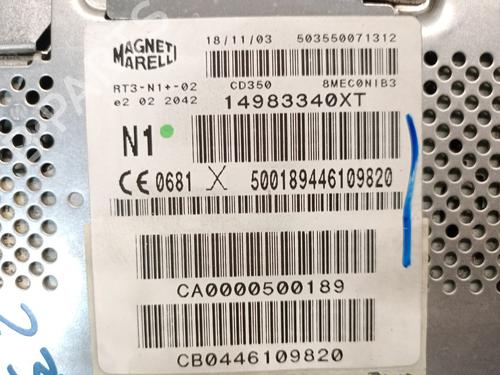 MAGNETI
MARELLI
18/11/03 503550071312
RT3-N1+-02 CD350 8MEC0NIB3
e2 02 2042 14983340XT
N1
CE 0681 X 500189446109820
CA0000500189
CB0446109820